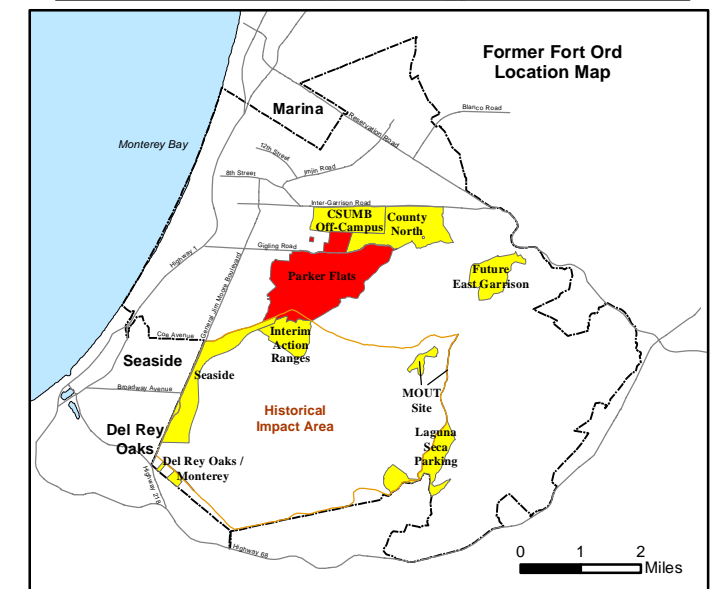 Former Fort Ord
Location Map
Marina
Blanco Road
Reservation Road
Monterey Bay
12th Street
Imjin Road
8th Street
Inter-Garrison Road
CSUMB
Off-Campus
County
North
Gigling Road
Highway 1
General Jim Moore Boulevard
Parker Flats
Future
East Garrison
Coe Avenue
Interim
Action
Ranges
Seaside
Seaside
Broadway Avenue
MOUT
Site
Historical
Impact Area
Del Rey
Oaks
Laguna
Seca
Parking
Del Rey Oaks /
Monterey
Highway 218
Highway 68
0 1 2
Miles